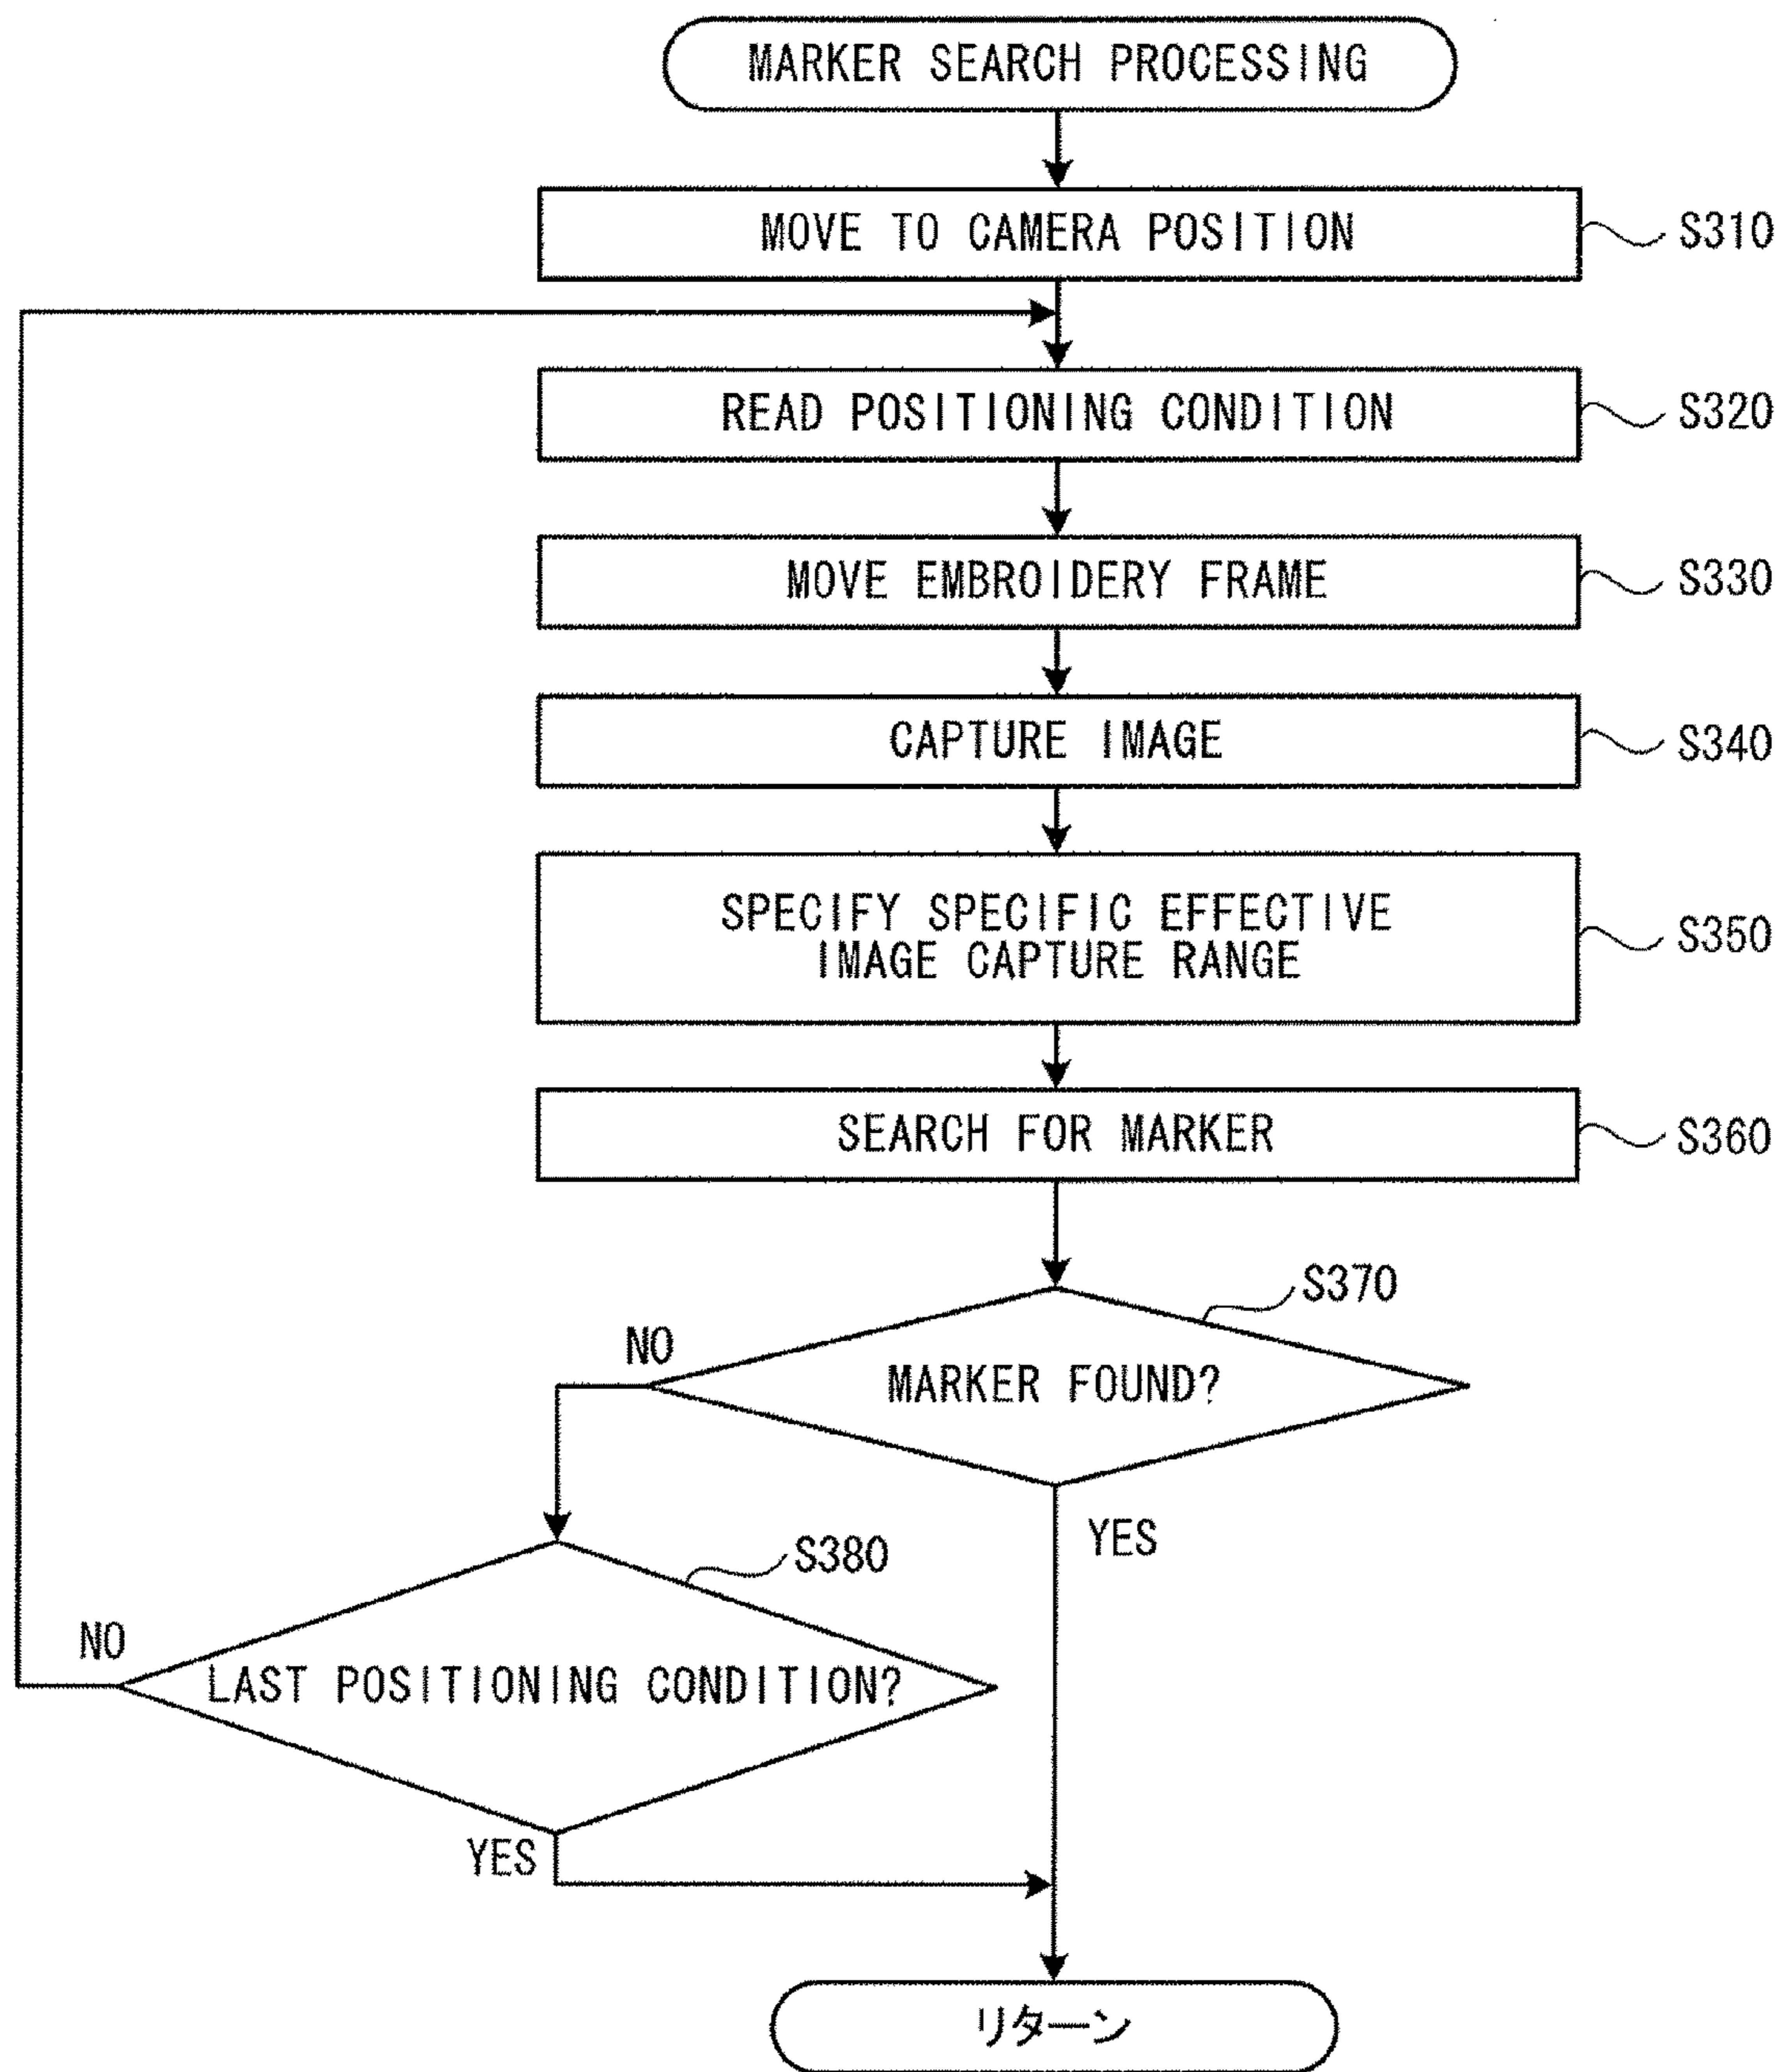 MARKER SEARCH PROCESSING
MOVE TO CAMERA POSITION
S310
READ POSITIONING CONDITION
S320
MOVE EMBROIDERY FRAME
S330
CAPTURE IMAGE
S340
SPECIFY SPECIFIC EFFECTIVE
IMAGE CAPTURE RANGE
S350
SEARCH FOR MARKER
S360
S370
NO
MARKER FOUND?
YES
S380
NO
LAST POSITIONING CONDITION?
YES
リターン